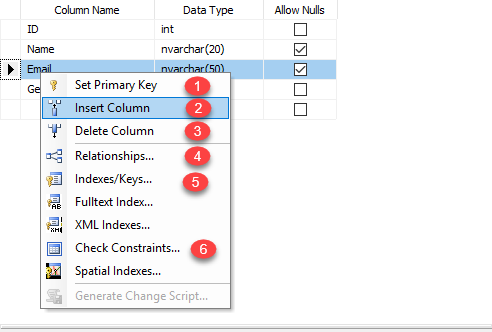 Column Name Data Type Allow Nulls
ID int
Name nvarchar(20)
Email nvarchar(50)
Ge
Set Primary Key 1
Insert Column 2
Delete Column 3
Relationships... 4
Indexes/Keys... 5
Fulltext Index...
XML Indexes...
Check Constraints... 6
Spatial Indexes...
Generate Change Script...